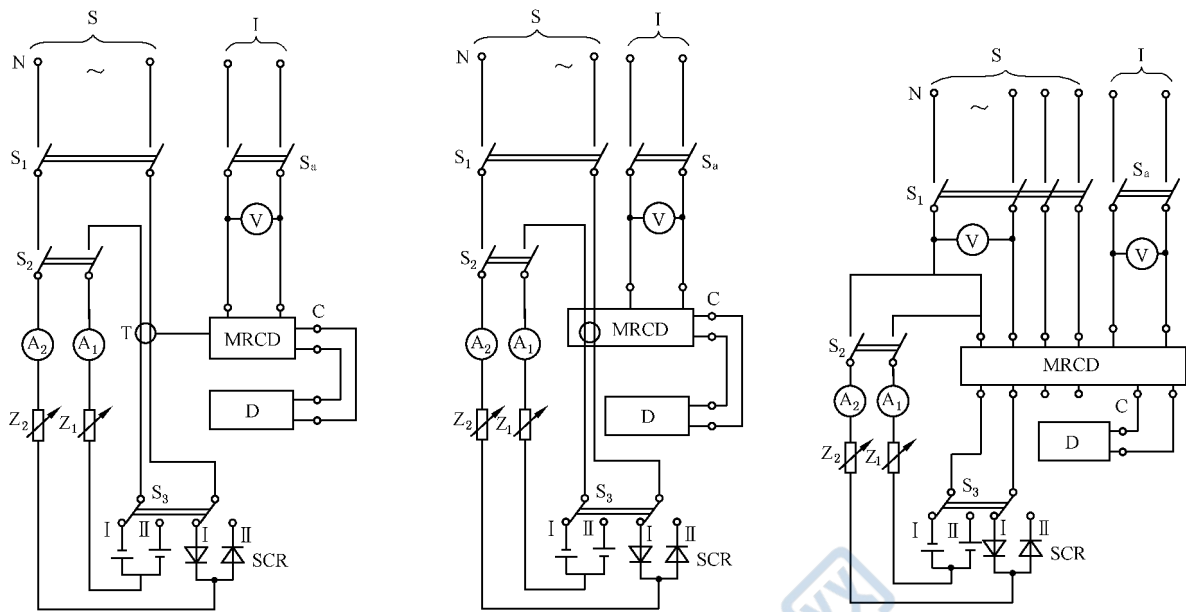 S
I
N
~
S₁
Sₐ
V
S₂
T
C
MRCD
A₂
A₁
D
Z₂
Z₁
S₃
Ⅰ
Ⅱ
Ⅰ
Ⅱ
SCR
S
I
N
~
S₁
Sₐ
V
S₂
C
MRCD
A₂
A₁
D
Z₂
Z₁
S₃
Ⅰ
Ⅱ
Ⅰ
Ⅱ
SCR
S
I
N
~
Sₐ
S₁
V
V
S₂
MRCD
A₂
A₁
C
D
Z₂
Z₁
S₃
Ⅰ
Ⅱ
Ⅰ
Ⅱ
SCR